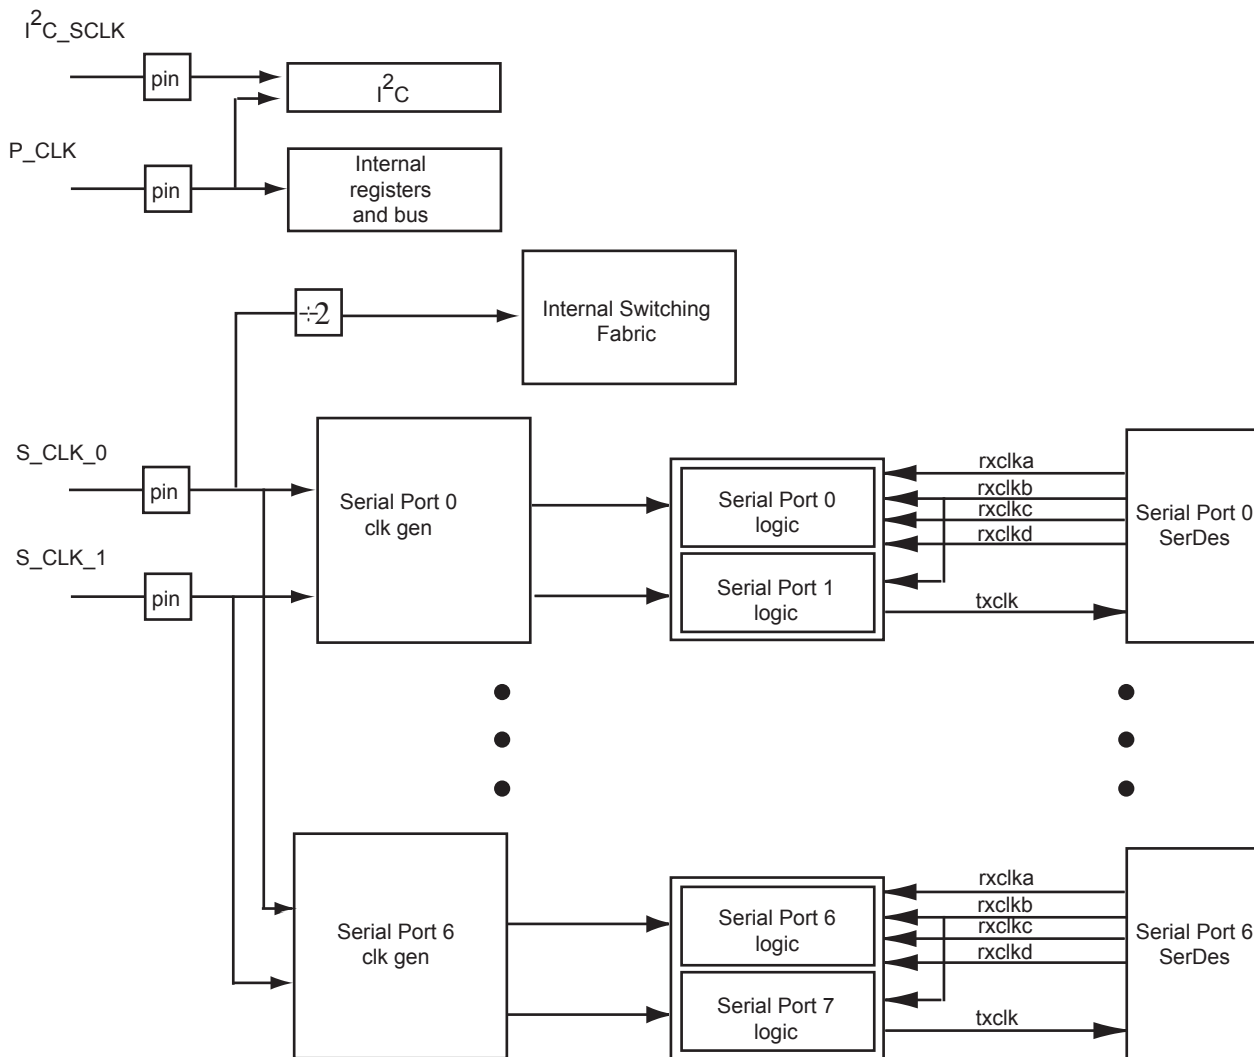 I²C_SCLK
pin
I²C
P_CLK
pin
Internal
registers
and bus
÷2
Internal Switching
Fabric
S_CLK_0
pin
S_CLK_1
pin
Serial Port 0
clk gen
Serial Port 0
logic
Serial Port 1
logic
rxclka
rxclkb
rxclkc
rxclkd
txclk
Serial Port 0
SerDes
Serial Port 6
clk gen
Serial Port 6
logic
Serial Port 7
logic
rxclka
rxclkb
rxclkc
rxclkd
txclk
Serial Port 6
SerDes